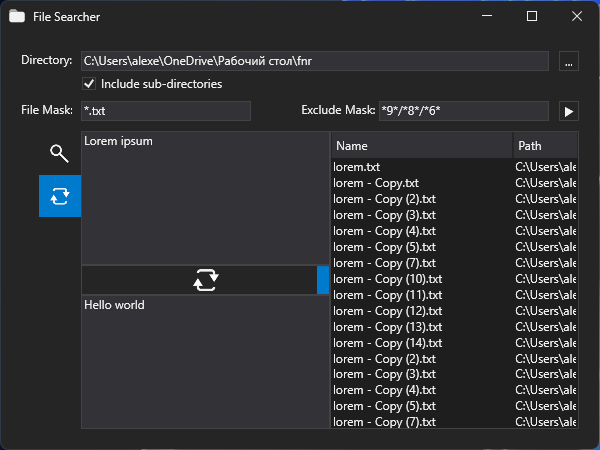 File Searcher
Directory: C:\Users\alexe\OneDrive\Рабочий стол\fnr ...
Include sub-directories
File Mask: *.txt Exclude Mask: *9*/*8*/*6*
Lorem ipsum
Hello world
Name Path
lorem.txt C:\Users\ale
lorem - Copy.txt C:\Users\ale
lorem - Copy (2).txt C:\Users\ale
lorem - Copy (3).txt C:\Users\ale
lorem - Copy (4).txt C:\Users\ale
lorem - Copy (5).txt C:\Users\ale
lorem - Copy (7).txt C:\Users\ale
lorem - Copy (10).txt C:\Users\ale
lorem - Copy (11).txt C:\Users\ale
lorem - Copy (12).txt C:\Users\ale
lorem - Copy (13).txt C:\Users\ale
lorem - Copy (14).txt C:\Users\ale
lorem - Copy (2).txt C:\Users\ale
lorem - Copy (3).txt C:\Users\ale
lorem - Copy (4).txt C:\Users\ale
lorem - Copy (5).txt C:\Users\ale
lorem - Copy (7).txt C:\Users\ale